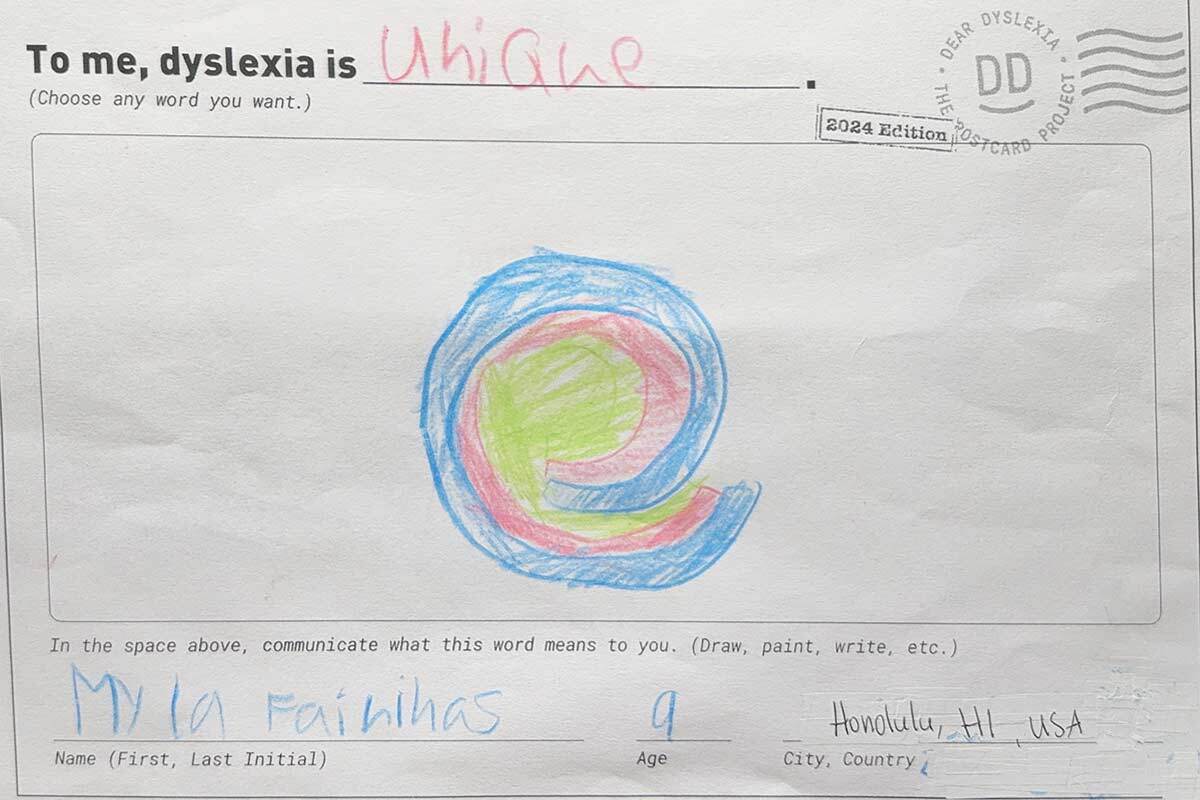 To me, dyslexia is unique.
(Choose any word you want.)
DEAR DYSLEXIA • THE POSTCARD PROJECT •
DD
2024 Edition
In the space above, communicate what this word means to you. (Draw, paint, write, etc.)
Myla Fainihas 9 Honolulu, HI, USA
Name (First, Last Initial) Age City, Country